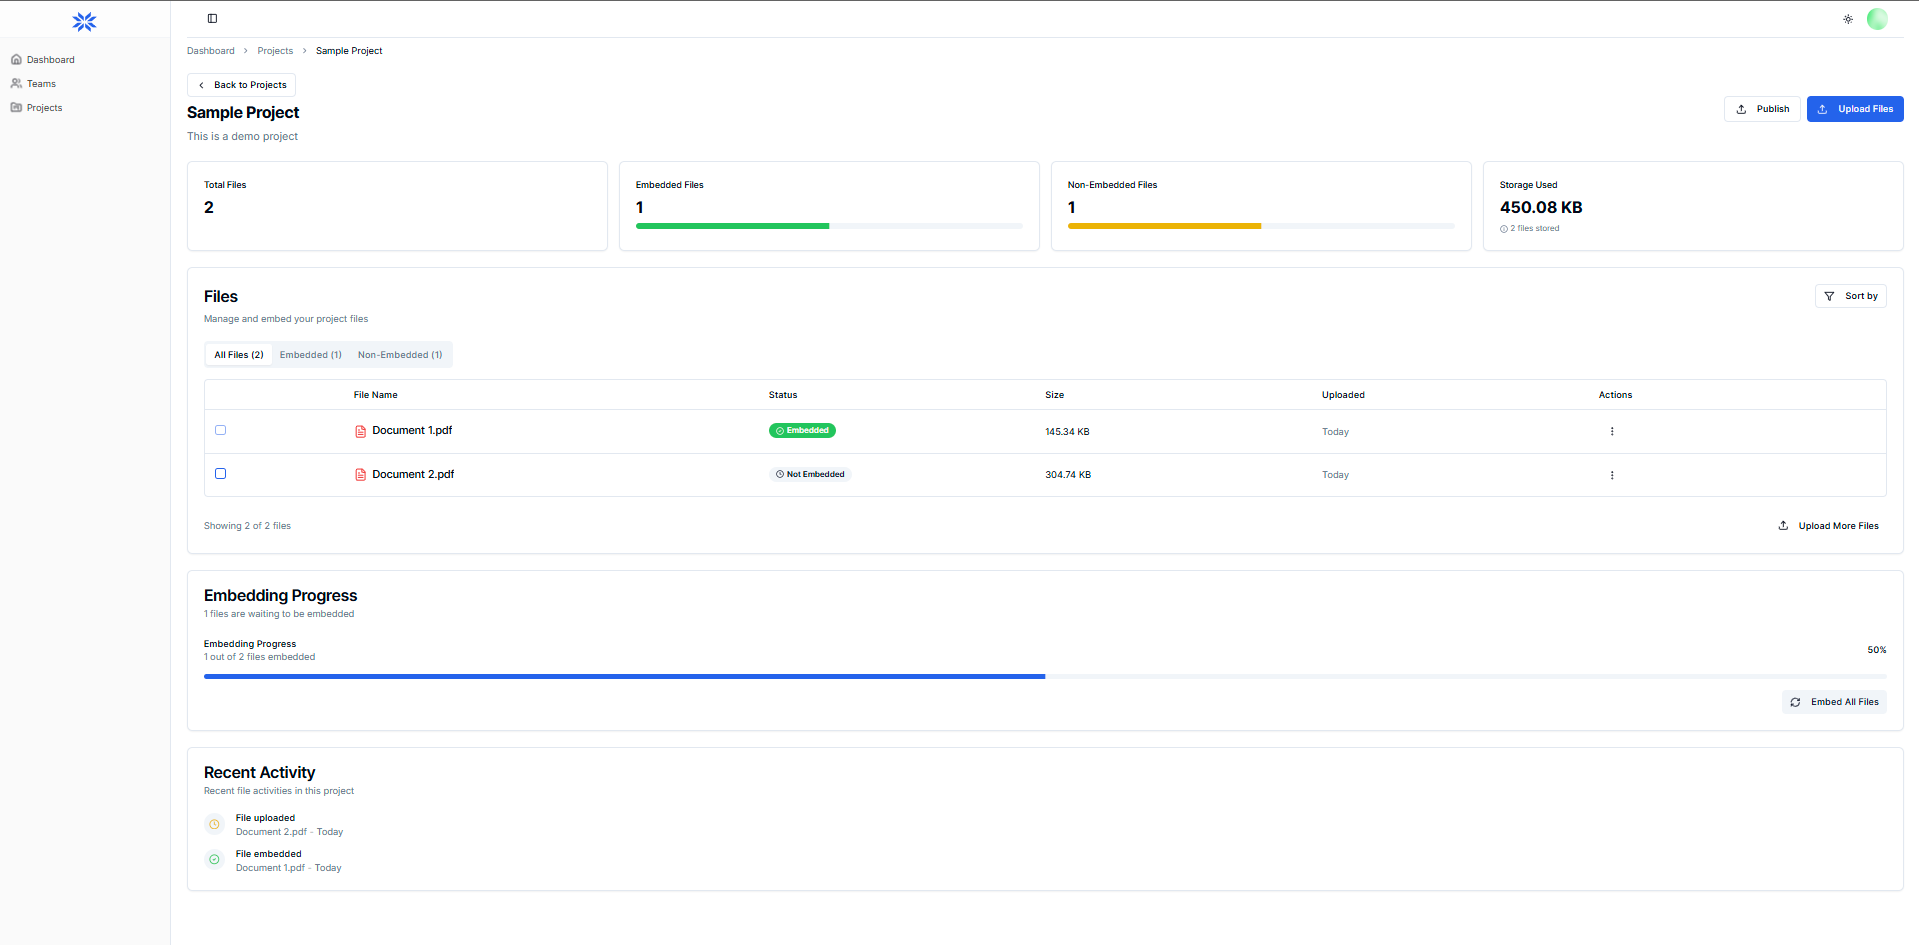 Dashboard
Teams
Projects
Dashboard > Projects > Sample Project
Back to Projects
Sample Project
This is a demo project
Publish
Upload Files
Total Files
2
Embedded Files
1
Non-Embedded Files
1
Storage Used
450.08 KB
2 files stored
Files
Manage and embed your project files
Sort by
All Files (2) Embedded (1) Non-Embedded (1)
File Name Status Size Uploaded Actions
Document 1.pdf Embedded 145.34 KB Today
Document 2.pdf Not Embedded 304.74 KB Today
Showing 2 of 2 files
Upload More Files
Embedding Progress
1 files are waiting to be embedded
Embedding Progress
1 out of 2 files embedded
50%
Embed All Files
Recent Activity
Recent file activities in this project
File uploaded
Document 2.pdf - Today
File embedded
Document 1.pdf - Today